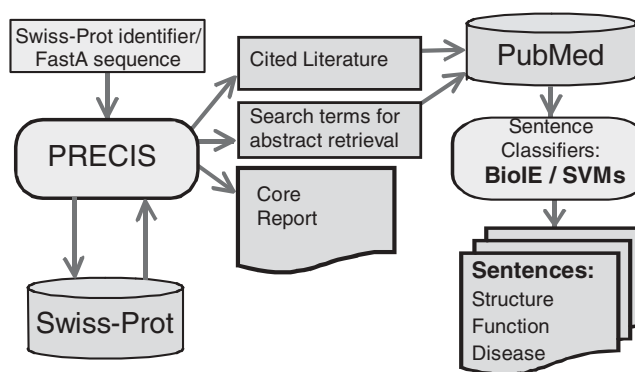 Swiss-Prot identifier/
FastA sequence
PRECIS
Swiss-Prot
Cited Literature
Search terms for
abstract retrieval
Core
Report
PubMed
Sentence
Classifiers:
BioIE / SVMs
Sentences:
Structure
Function
Disease